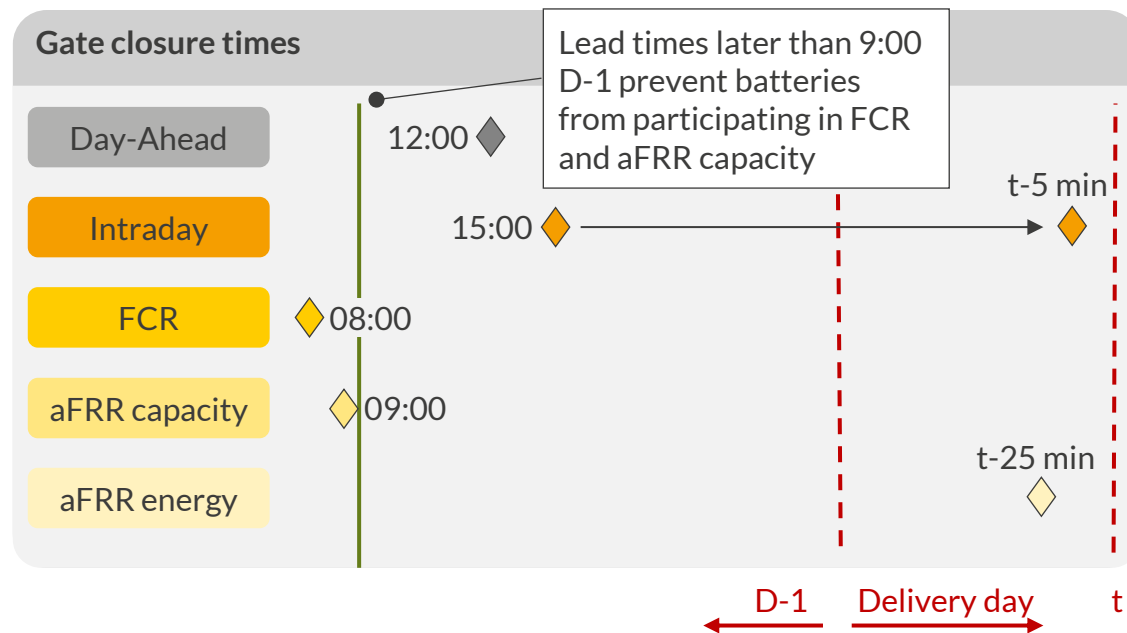 Gate closure times
Lead times later than 9:00
D-1 prevent batteries
from participating in FCR
and aFRR capacity
Day-Ahead
12:00
t-5 min
Intraday
15:00
FCR
08:00
aFRR capacity
09:00
t-25 min
aFRR energy
D-1
Delivery day
t